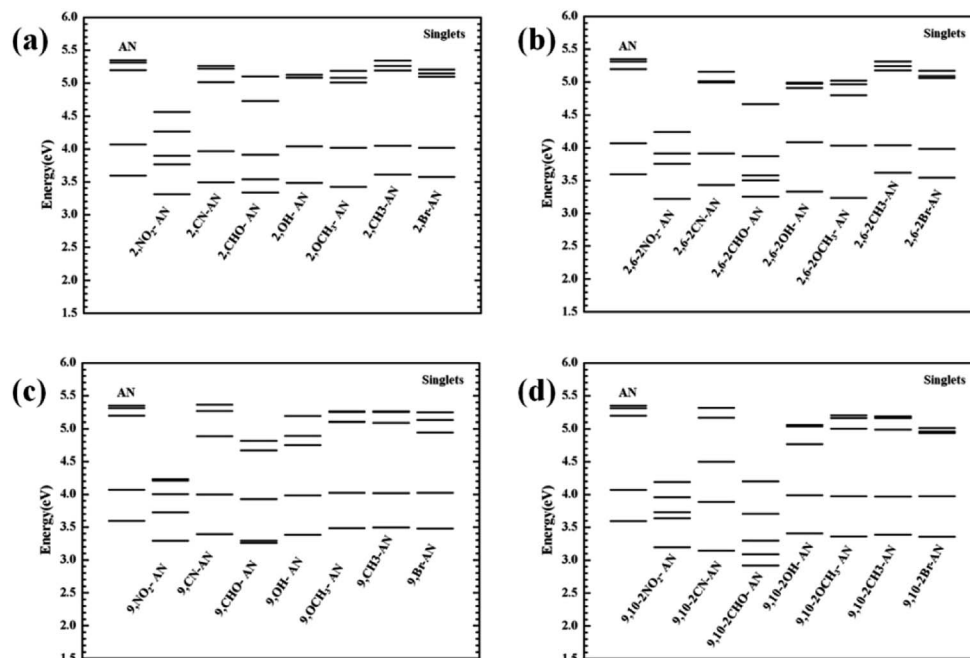 (a)
6.0
5.5
5.0
4.5
4.0
3.5
3.0
2.5
2.0
1.5
Energy(eV)
AN
Singlets
2,NO₂- AN
2,CN-AN
2,CHO- AN
2,OH- AN
2,OCH₃- AN
2,CH3-AN
2,Br-AN
(b)
6.0
5.5
5.0
4.5
4.0
3.5
3.0
2.5
2.0
1.5
Energy(eV)
AN
Singlets
2,6-2NO₂- AN
2,6-2CN-AN
2,6-2CHO- AN
2,6-2OH- AN
2,6-2OCH₃- AN
2,6-2CH3-AN
2,6-2Br-AN
(c)
6.0
5.5
5.0
4.5
4.0
3.5
3.0
2.5
2.0
1.5
Energy(eV)
AN
Singlets
9,NO₂- AN
9,CN-AN
9,CHO- AN
9,OH- AN
9,OCH₃- AN
9,CH3-AN
9,Br-AN
(d)
6.0
5.5
5.0
4.5
4.0
3.5
3.0
2.5
2.0
1.5
Energy(eV)
AN
Singlets
9,10-2NO₂- AN
9,10-2CN-AN
9,10-2CHO- AN
9,10-2OH- AN
9,10-2OCH₃- AN
9,10-2CH3-AN
9,10-2Br-AN